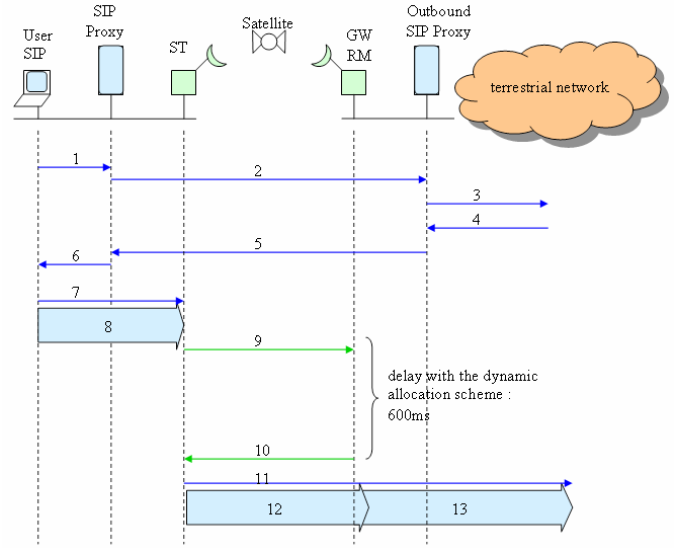 User
SIP
SIP
Proxy
ST
Satellite
GW
RM
Outbound
SIP Proxy
terrestrial network
1
2
3
4
5
6
7
8
9
delay with the dynamic
allocation scheme :
600ms
10
11
12
13